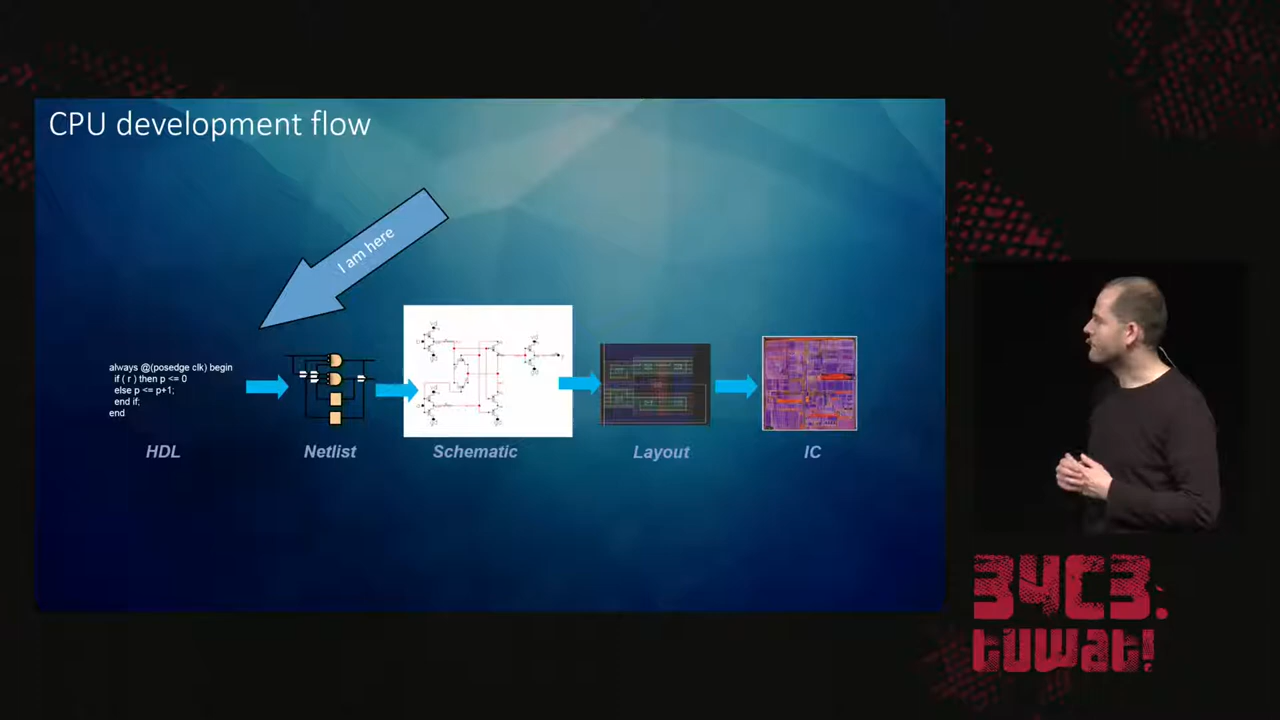 CPU development flow
I am here
always @(posedge clk) begin
if ( r ) then p <= 0
else p <= p+1;
end if;
end
HDL
Netlist
Schematic
Layout
IC
34C3.
tuwat!